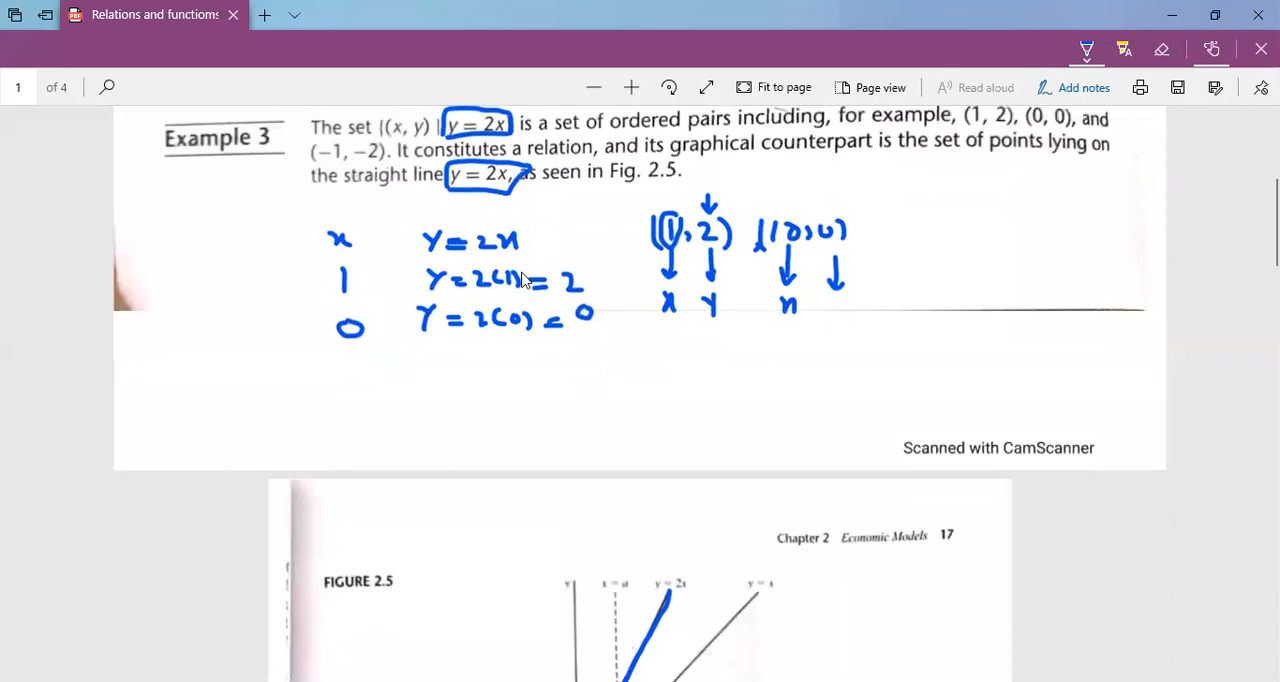 Relations and functions
1 of 4
Fit to page
Page view
Read aloud
Add notes
Example 3
The set |(x, y) | y = 2x is a set of ordered pairs including, for example, (1, 2), (0, 0), and
(−1, −2). It constitutes a relation, and its graphical counterpart is the set of points lying on
the straight line y = 2x, as seen in Fig. 2.5.
x Y = 2x (1, 2) (0, 0)
1 Y = 2(1) = 2
x Y x
0 Y = 2(0) = 0
Scanned with CamScanner
Chapter 2 Economic Models 17
FIGURE 2.5
y x = a y = 2x y = x